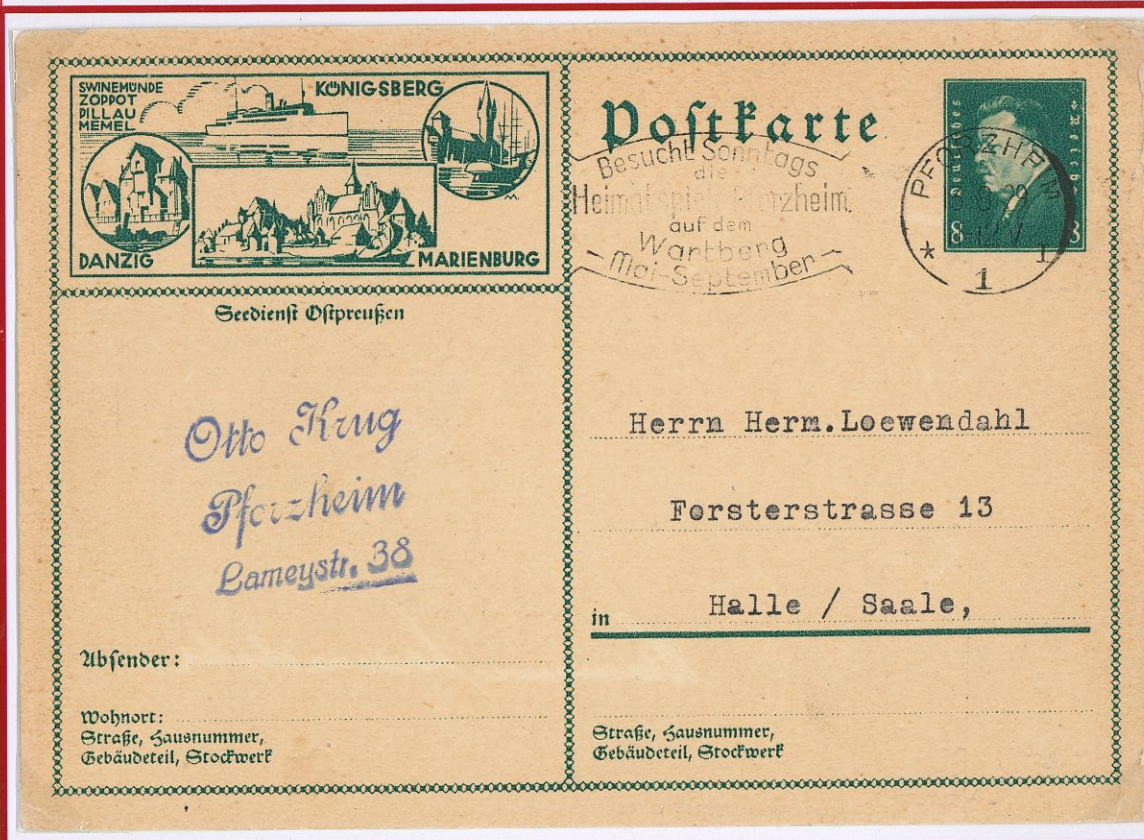 SWINEMÜNDE
ZOPPOT
PILLAU
MEMEL
KÖNIGSBERG
DANZIG
MARIENBURG
Seedienst Ostpreußen
Postkarte
Deutsches Reich
8 8
Besucht Sonntags
die
Heimatspiele Pforzheim
auf dem
Wartberg
Mai-September
PFORZHEIM
1
Otto Krug
Pforzheim
Lameystr. 38
Herrn Herm.Loewendahl
Forsterstrasse 13
in Halle / Saale,
Absender:
Wohnort:
Straße, Hausnummer,
Gebäudeteil, Stockwerk
Straße, Hausnummer,
Gebäudeteil, Stockwerk